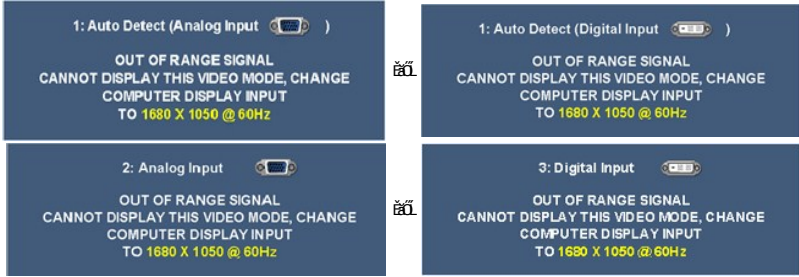 1: Auto Detect (Analog Input )
OUT OF RANGE SIGNAL
CANNOT DISPLAY THIS VIDEO MODE, CHANGE
COMPUTER DISPLAY INPUT
TO 1680 X 1050 @ 60Hz
1: Auto Detect (Digital Input )
OUT OF RANGE SIGNAL
CANNOT DISPLAY THIS VIDEO MODE, CHANGE
COMPUTER DISPLAY INPUT
TO 1680 X 1050 @ 60Hz
2: Analog Input
OUT OF RANGE SIGNAL
CANNOT DISPLAY THIS VIDEO MODE, CHANGE
COMPUTER DISPLAY INPUT
TO 1680 X 1050 @ 60Hz
3: Digital Input
OUT OF RANGE SIGNAL
CANNOT DISPLAY THIS VIDEO MODE, CHANGE
COMPUTER DISPLAY INPUT
TO 1680 X 1050 @ 60Hz